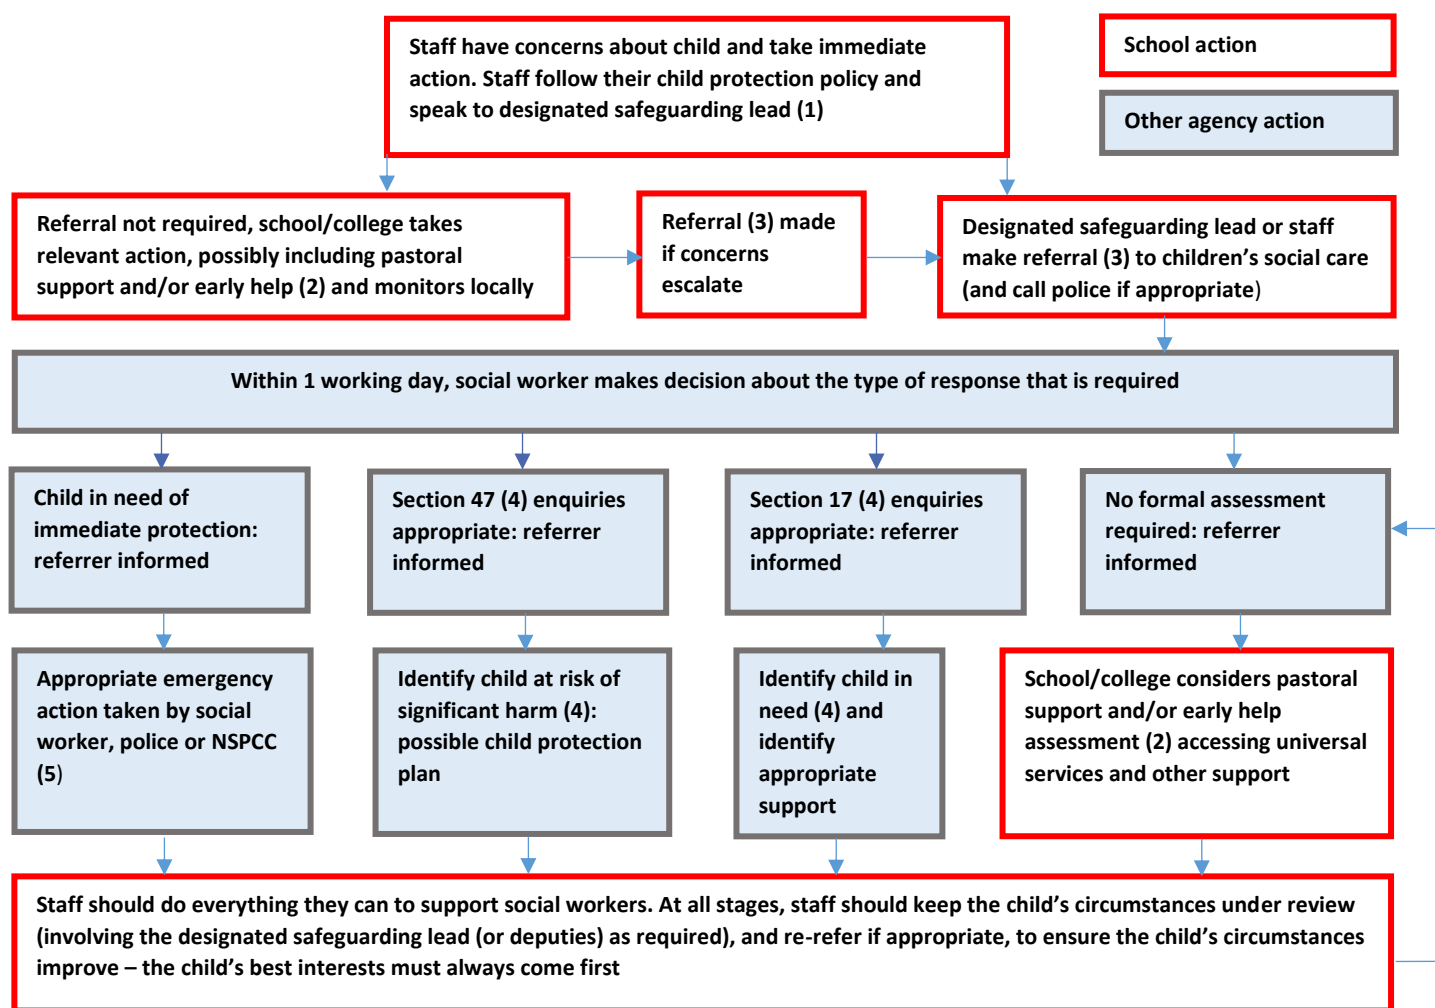 Staff have concerns about child and take immediate
action. Staff follow their child protection policy and
speak to designated safeguarding lead (1)
School action
Other agency action
Referral not required, school/college takes
relevant action, possibly including pastoral
support and/or early help (2) and monitors locally
Referral (3) made
if concerns
escalate
Designated safeguarding lead or staff
make referral (3) to children’s social care
(and call police if appropriate)
Within 1 working day, social worker makes decision about the type of response that is required
Child in need of
immediate protection:
referrer informed
Section 47 (4) enquiries
appropriate: referrer
informed
Section 17 (4) enquiries
appropriate: referrer
informed
No formal assessment
required: referrer
informed
Appropriate emergency
action taken by social
worker, police or NSPCC
(5)
Identify child at risk of
significant harm (4):
possible child protection
plan
Identify child in
need (4) and
identify
appropriate
support
School/college considers pastoral
support and/or early help
assessment (2) accessing universal
services and other support
Staff should do everything they can to support social workers. At all stages, staff should keep the child’s circumstances under review
(involving the designated safeguarding lead (or deputies) as required), and re-refer if appropriate, to ensure the child’s circumstances
improve – the child’s best interests must always come first